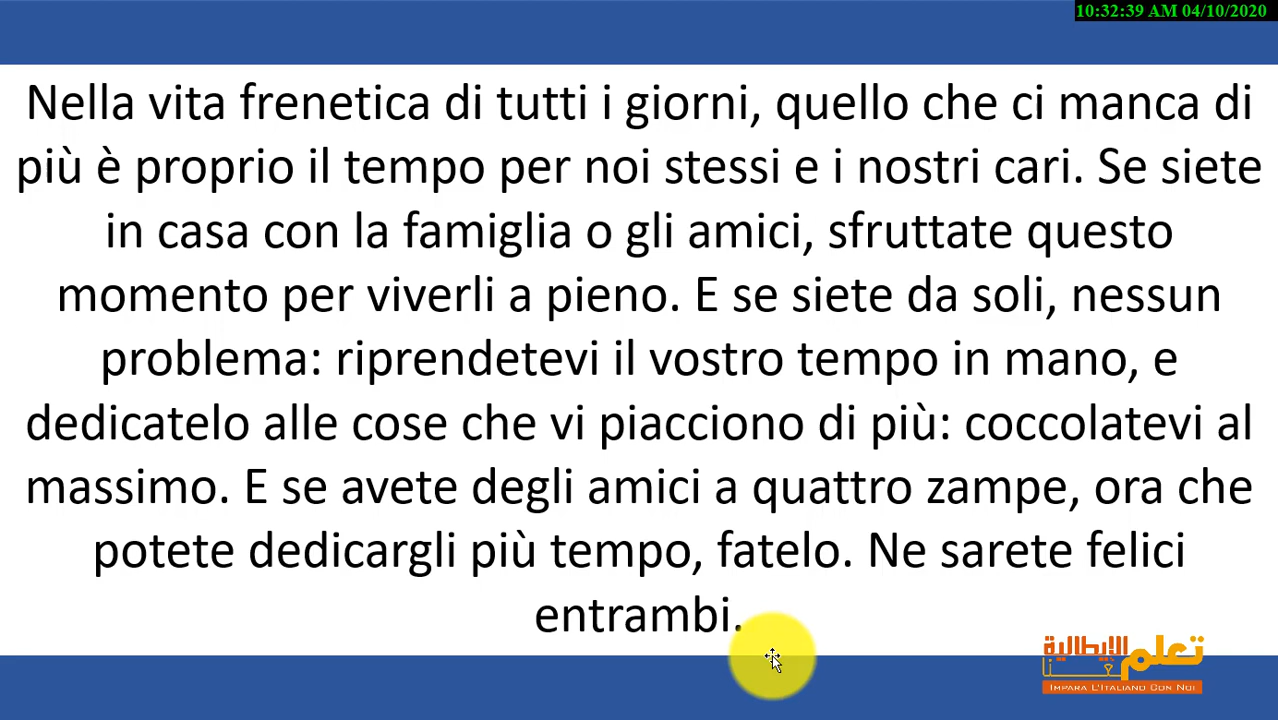 10:32:39 AM 04/10/2020
Nella vita frenetica di tutti i giorni, quello che ci manca di
più è proprio il tempo per noi stessi e i nostri cari. Se siete
in casa con la famiglia o gli amici, sfruttate questo
momento per viverli a pieno. E se siete da soli, nessun
problema: riprendetevi il vostro tempo in mano, e
dedicatelo alle cose che vi piacciono di più: coccolatevi al
massimo. E se avete degli amici a quattro zampe, ora che
potete dedicargli più tempo, fatelo. Ne sarete felici
entrambi.
تعلم الإيطالية
معنا
IMPARA L'ITALIANO CON NOI